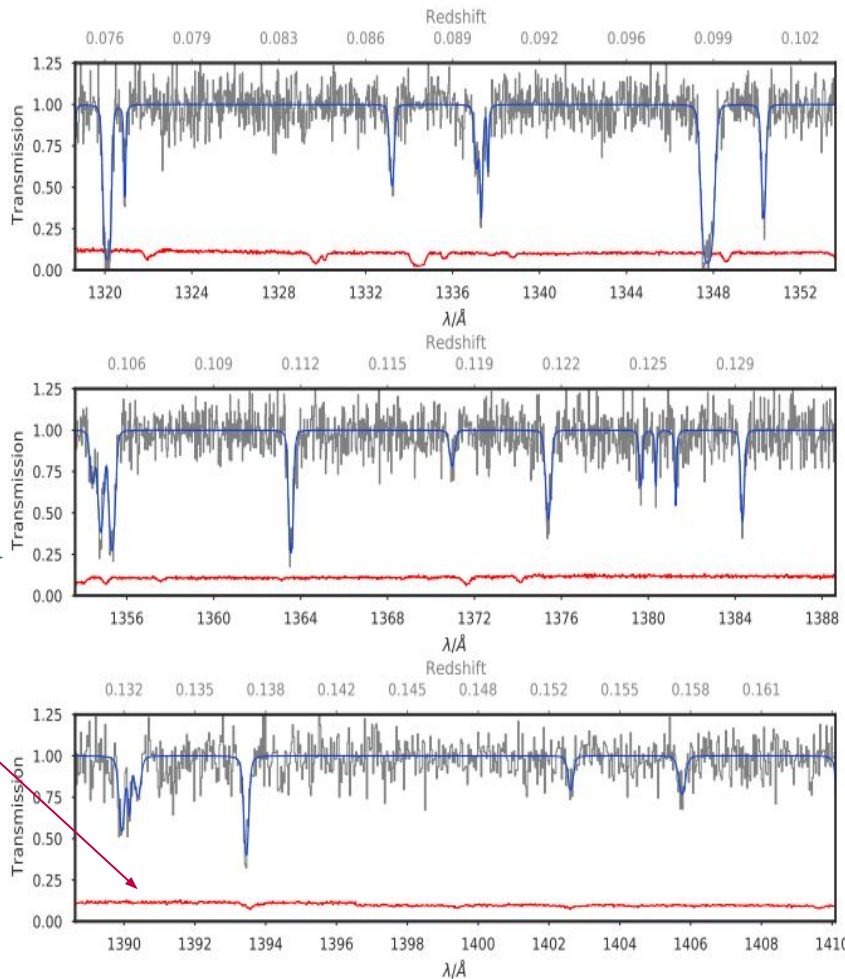 Redshift
0.076 0.079 0.083 0.086 0.089 0.092 0.096 0.099 0.102
1.25
1.00
0.75
0.50
0.25
0.00
Transmission
1320 1324 1328 1332 1336 1340 1344 1348 1352
λ/Å
Redshift
0.106 0.109 0.112 0.115 0.119 0.122 0.125 0.129
1.25
1.00
0.75
0.50
0.25
0.00
Transmission
1356 1360 1364 1368 1372 1376 1380 1384 1388
λ/Å
Redshift
0.132 0.135 0.138 0.142 0.145 0.148 0.152 0.155 0.158 0.161
1.25
1.00
0.75
0.50
0.25
0.00
Transmission
1390 1392 1394 1396 1398 1400 1402 1404 1406 1408 1410
λ/Å